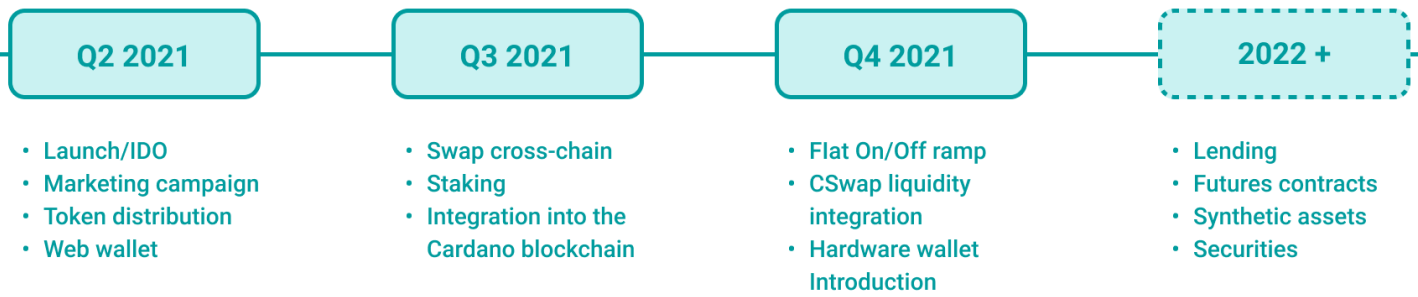 Q2 2021
• Launch/IDO
• Marketing campaign
• Token distribution
• Web wallet
Q3 2021
• Swap cross-chain
• Staking
• Integration into the
Cardano blockchain
Q4 2021
• FIat On/Off ramp
• CSwap liquidity
integration
• Hardware wallet
Introduction
2022 +
• Lending
• Futures contracts
• Synthetic assets
• Securities